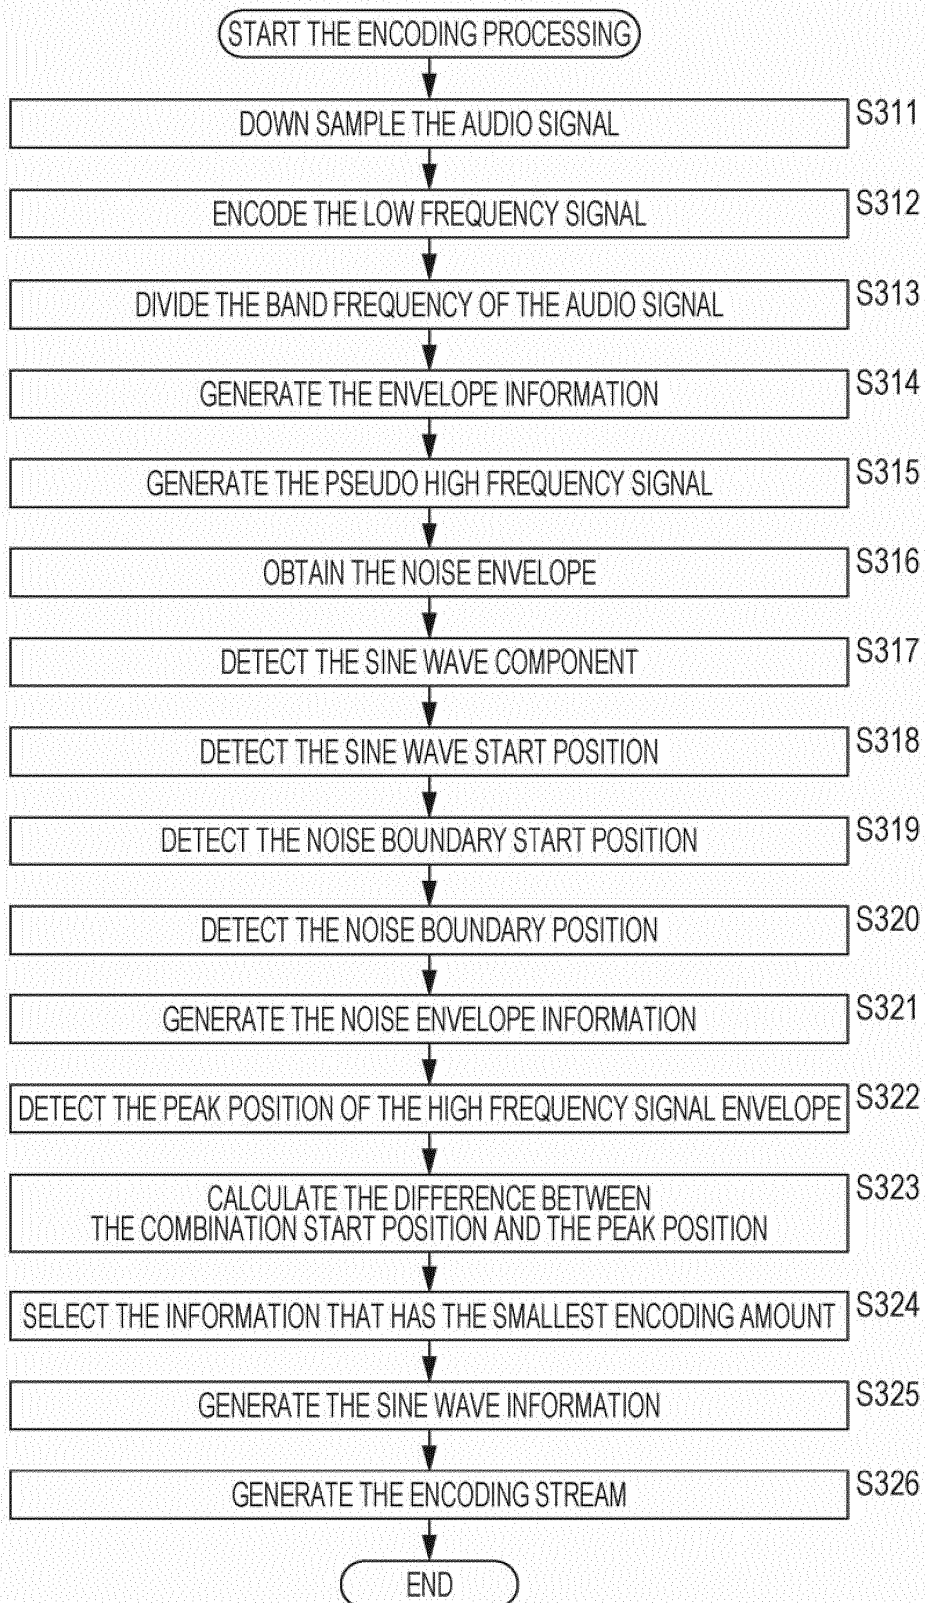 START THE ENCODING PROCESSING
DOWN SAMPLE THE AUDIO SIGNAL
S311
ENCODE THE LOW FREQUENCY SIGNAL
S312
DIVIDE THE BAND FREQUENCY OF THE AUDIO SIGNAL
S313
GENERATE THE ENVELOPE INFORMATION
S314
GENERATE THE PSEUDO HIGH FREQUENCY SIGNAL
S315
OBTAIN THE NOISE ENVELOPE
S316
DETECT THE SINE WAVE COMPONENT
S317
DETECT THE SINE WAVE START POSITION
S318
DETECT THE NOISE BOUNDARY START POSITION
S319
DETECT THE NOISE BOUNDARY POSITION
S320
GENERATE THE NOISE ENVELOPE INFORMATION
S321
DETECT THE PEAK POSITION OF THE HIGH FREQUENCY SIGNAL ENVELOPE
S322
CALCULATE THE DIFFERENCE BETWEEN
THE COMBINATION START POSITION AND THE PEAK POSITION
S323
SELECT THE INFORMATION THAT HAS THE SMALLEST ENCODING AMOUNT
S324
GENERATE THE SINE WAVE INFORMATION
S325
GENERATE THE ENCODING STREAM
S326
END